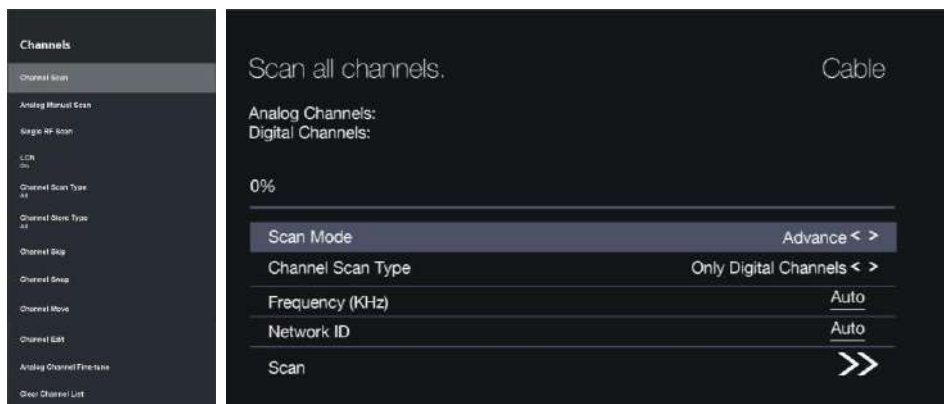 Channels
Channel Scan
Analog Manual Scan
Single RF Scan
LCN
On
Channel Scan Type
All
Channel Store Type
All
Channel Skip
Channel Swap
Channel Move
Channel Edit
Analog Channel Fine-tune
Clear Channel List
Scan all channels.
Cable
Analog Channels:
Digital Channels:
0%
Scan Mode Advance < >
Channel Scan Type Only Digital Channels < >
Frequency (KHz) Auto
Network ID Auto
Scan